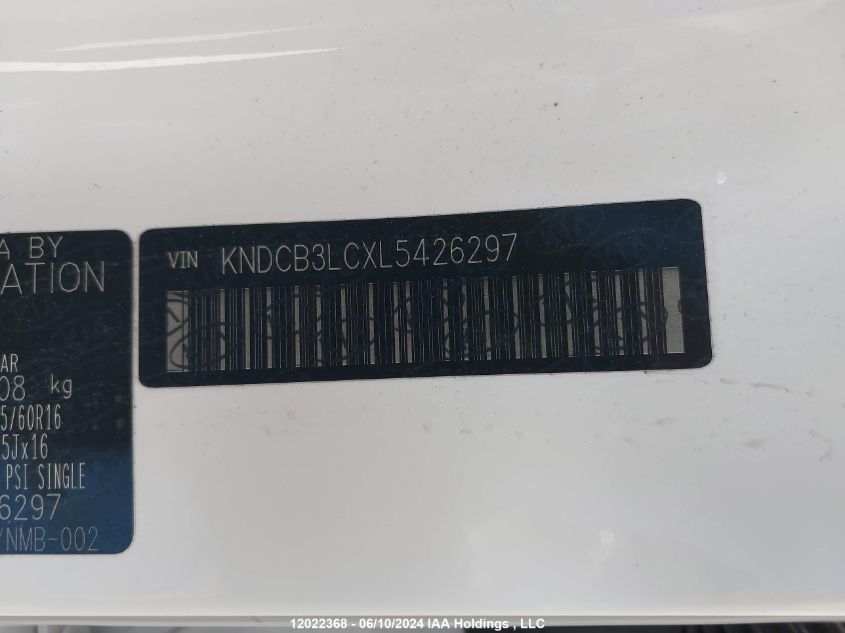 A BY
ATION
AR
08 kg
5/60R16
5Jx16
PSI SINGLE
6297
YNMB-002
VIN KNDCB3LCXL5426297
12022368 - 06/10/2024 IAA Holdings , LLC